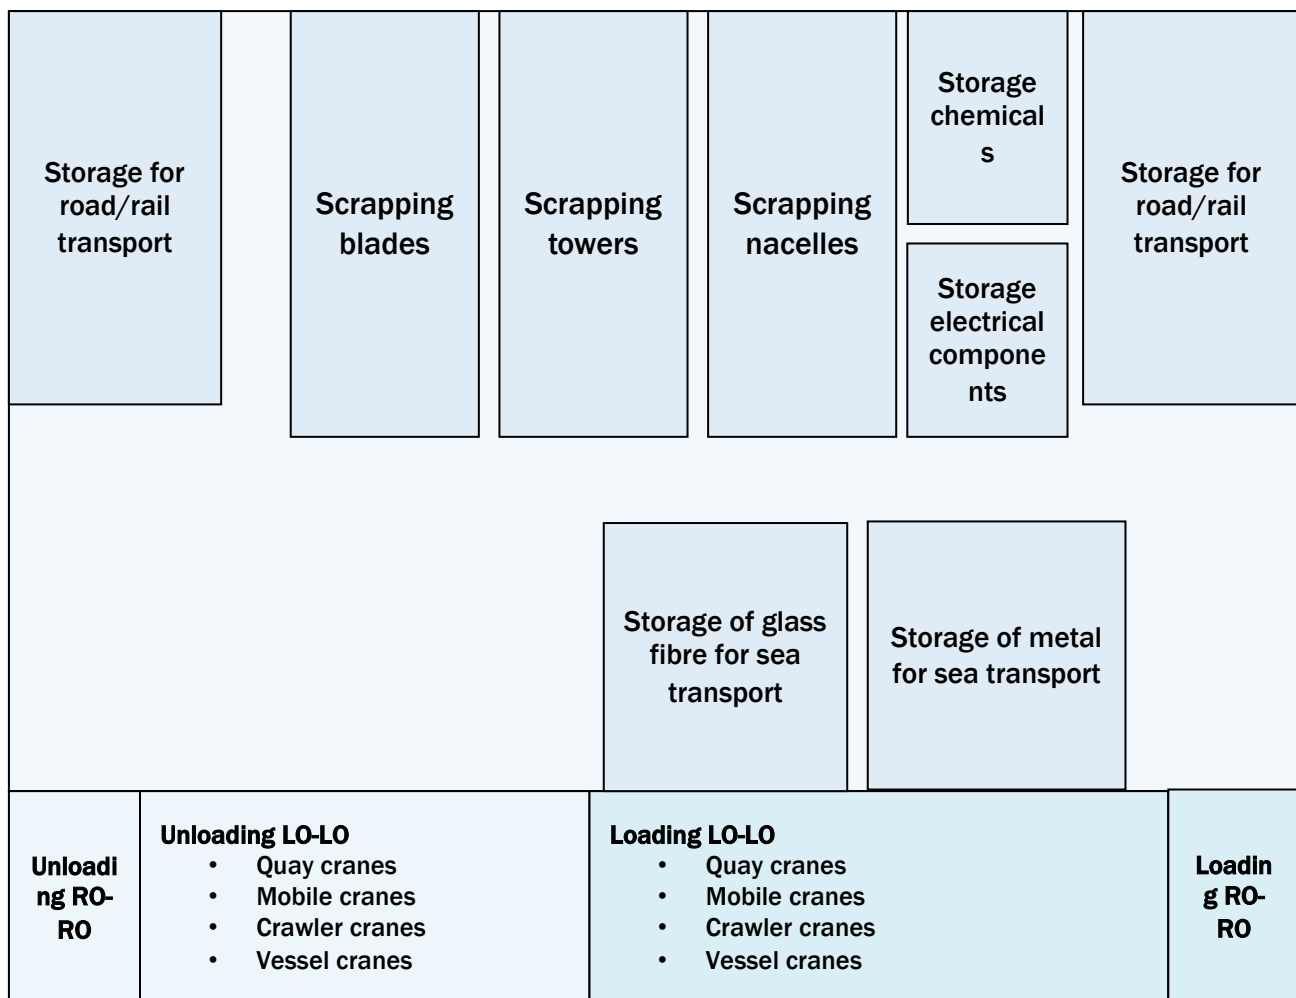 Storage for
road/rail
transport
Scrapping
blades
Scrapping
towers
Scrapping
nacelles
Storage
chemical
s
Storage
electrical
compone
nts
Storage for
road/rail
transport
Storage of glass
fibre for sea
transport
Storage of metal
for sea transport
Unloadi
ng RO-
RO
Unloading LO-LO
• Quay cranes
• Mobile cranes
• Crawler cranes
• Vessel cranes
Loading LO-LO
• Quay cranes
• Mobile cranes
• Crawler cranes
• Vessel cranes
Loadin
g RO-
RO